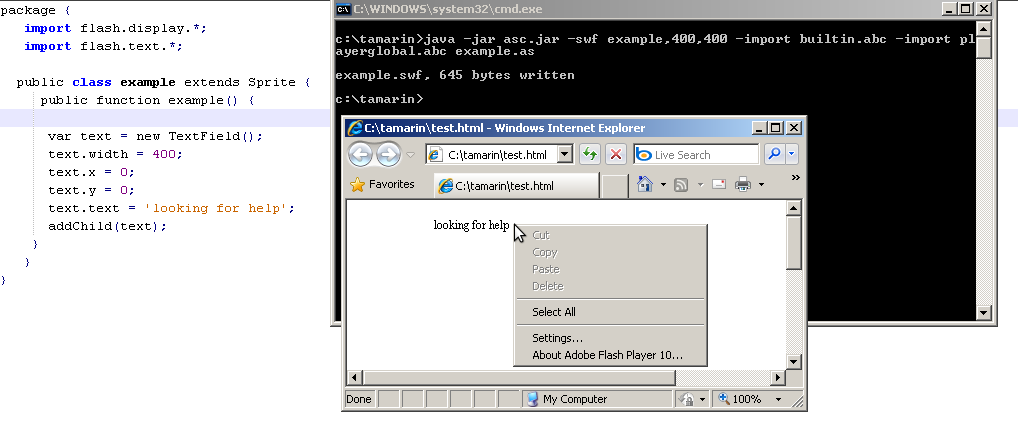 package {
import flash.display.*;
import flash.text.*;
public class example extends Sprite {
public function example() {
var text = new TextField();
text.width = 400;
text.x = 0;
text.y = 0;
text.text = 'looking for help';
addChild(text);
}
}
}
C:\WINDOWS\system32\cmd.exe
c:\tamarin>java -jar asc.jar -swf example,400,400 -import builtin.abc -import pl
ayerglobal.abc example.as
example.swf, 645 bytes written
c:\tamarin>
C:\tamarin\test.html - Windows Internet Explorer
C:\tamarin\test.html
Live Search
Favorites
C:\tamarin\test.html
»
looking for help
Cut
Copy
Paste
Delete
Select All
Settings...
About Adobe Flash Player 10...
Done
My Computer
100%